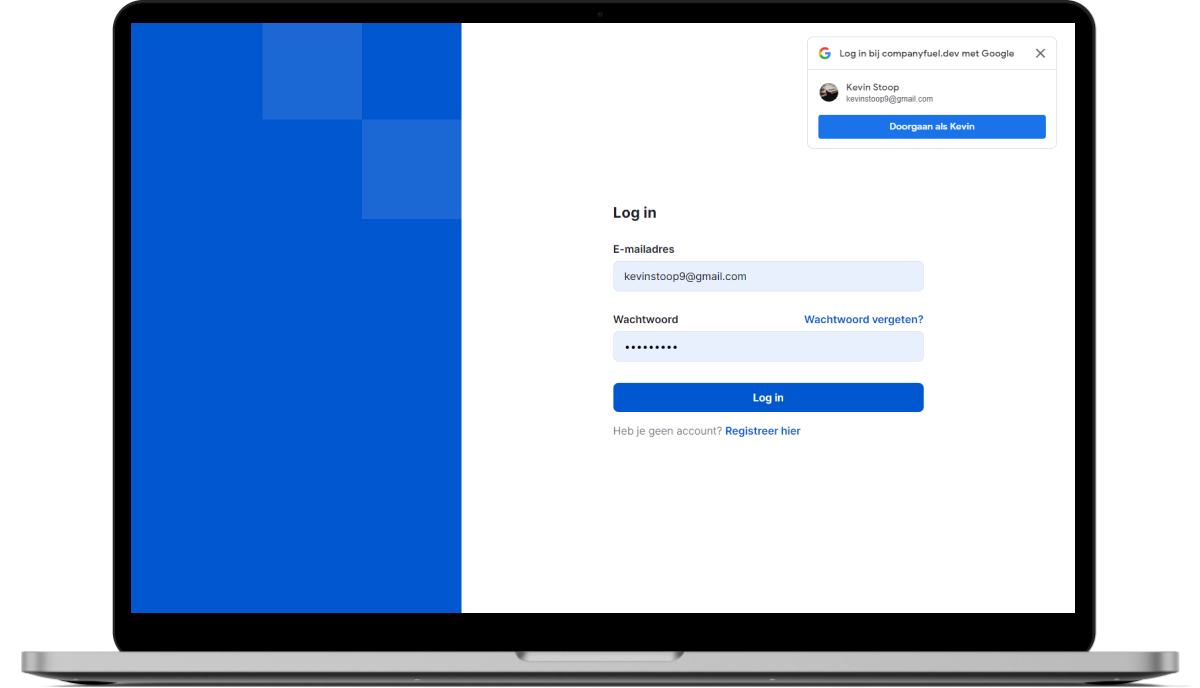 Log in bij companyfuel.dev met Google
Kevin Stoop
kevinstoop9@gmail.com
Doorgaan als Kevin
Log in
E-mailadres
kevinstoop9@gmail.com
Wachtwoord Wachtwoord vergeten?
•••••••••
Log in
Heb je geen account? Registreer hier